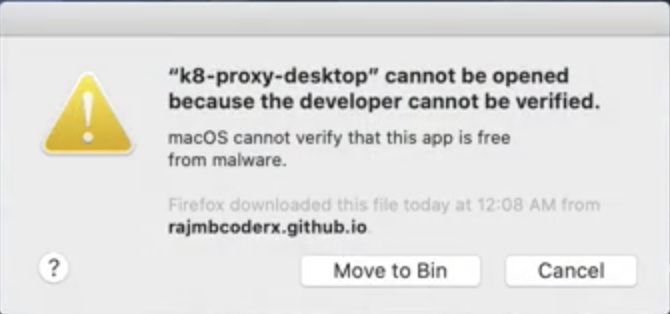 “k8-proxy-desktop” cannot be opened
because the developer cannot be verified.
macOS cannot verify that this app is free
from malware.
Firefox downloaded this file today at 12:08 AM from
rajmbcoderx.github.io
?
Move to Bin
Cancel